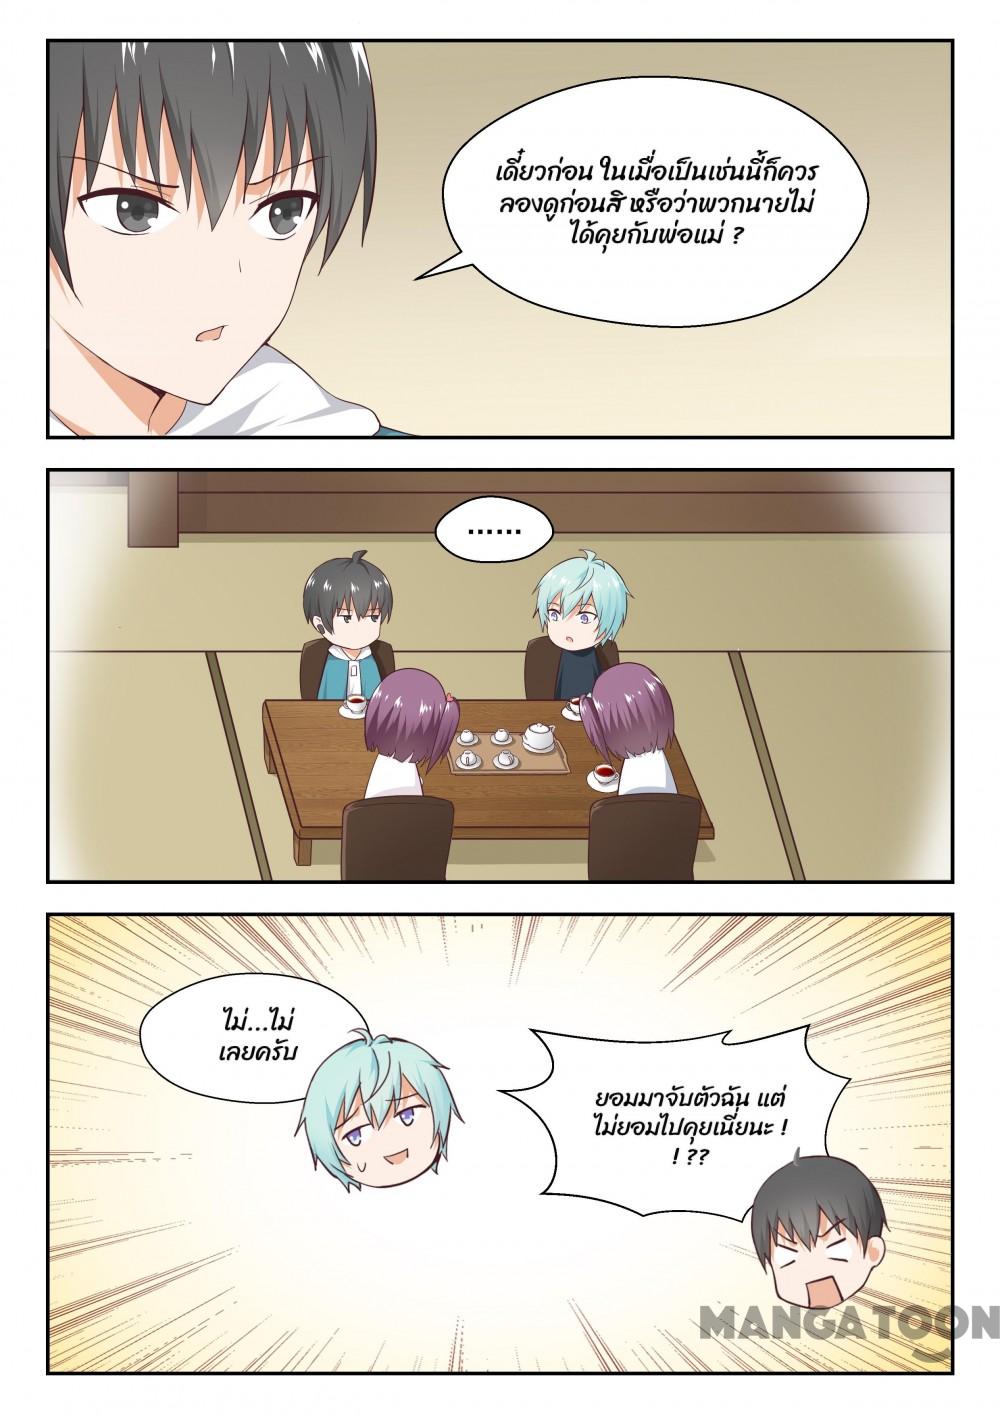 เดี๋ยวก่อน ในเมื่อเป็นเช่นนี้ก็ควร
ลองดูก่อนสิ หรือว่าพวกนายไม่
ได้คุยกับพ่อแม่ ?
......
ไม่...ไม่
เลยครับ
ยอมมาจับตัวฉัน แต่
ไม่ยอมไปคุยเนี่ยนะ !
! ??
MANGATOON